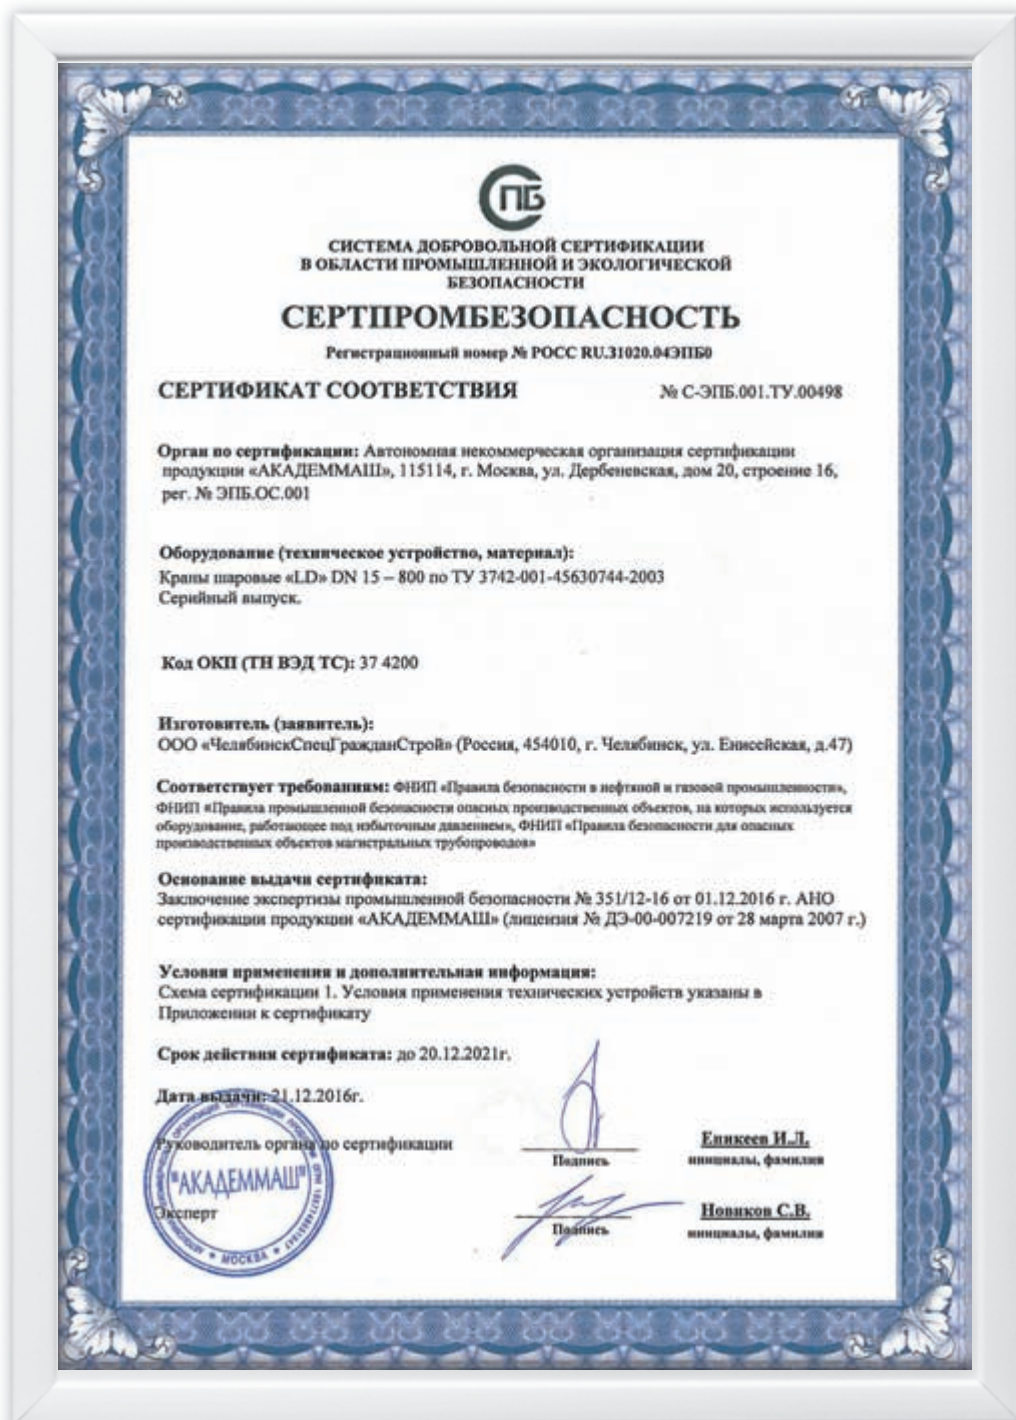 СПБ
СИСТЕМА ДОБРОВОЛЬНОЙ СЕРТИФИКАЦИИ
В ОБЛАСТИ ПРОМЫШЛЕННОЙ И ЭКОЛОГИЧЕСКОЙ
БЕЗОПАСНОСТИ
СЕРТПРОМБЕЗОПАСНОСТЬ
Регистрационный номер № РОСС RU.31020.04ЭПБ0
СЕРТИФИКАТ СООТВЕТСТВИЯ № С-ЭПБ.001.ТУ.00498
Орган по сертификации: Автономная некоммерческая организация сертификации
продукции «АКАДЕММАШ», 115114, г. Москва, ул. Дербеневская, дом 20, строение 16,
рег. № ЭПБ.ОС.001
Оборудование (техническое устройство, материал):
Краны шаровые «LD» DN 15 – 800 по ТУ 3742-001-45630744-2003
Серийный выпуск.
Код ОКП (ТН ВЭД ТС): 37 4200
Изготовитель (заявитель):
ООО «ЧелябинскСпецГражданСтрой» (Россия, 454010, г. Челябинск, ул. Енисейская, д.47)
Соответствует требованиям: ФНИП «Правила безопасности в нефтяной и газовой промышленности»,
ФНИП «Правила промышленной безопасности опасных производственных объектов, на которых используется
оборудование, работающее под избыточным давлением», ФНИП «Правила безопасности для опасных
производственных объектов магистральных трубопроводов»
Основание выдачи сертификата:
Заключение экспертизы промышленной безопасности № 351/12-16 от 01.12.2016 г. АНО
сертификации продукции «АКАДЕММАШ» (лицензия № ДЭ-00-007219 от 28 марта 2007 г.)
Условия применения и дополнительная информация:
Схема сертификации 1. Условия применения технических устройств указаны в
Приложении к сертификату
Срок действия сертификата: до 20.12.2021г.
Дата выдачи: 21.12.2016г.
Руководитель органа по сертификации
Подпись
Еникеев И.Л.
инициалы, фамилия
"АКАДЕММАШ"
Эксперт
Подпись
Новиков С.В.
инициалы, фамилия
МОСКВА